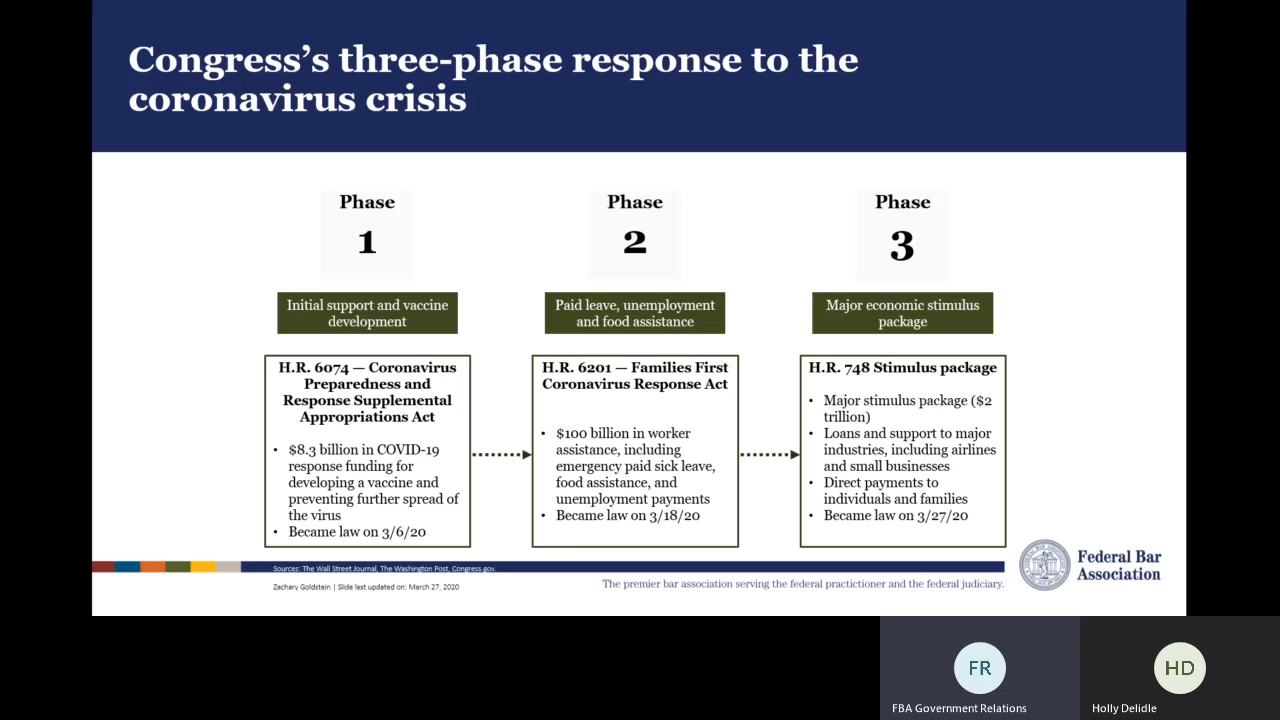 Congress’s three-phase response to the
coronavirus crisis
Phase
1
Initial support and vaccine
development
H.R. 6074 — Coronavirus
Preparedness and
Response Supplemental
Appropriations Act
• $8.3 billion in COVID-19
response funding for
developing a vaccine and
preventing further spread of
the virus
• Became law on 3/6/20
Phase
2
Paid leave, unemployment
and food assistance
H.R. 6201 — Families First
Coronavirus Response Act
• $100 billion in worker
assistance, including
emergency paid sick leave,
food assistance, and
unemployment payments
• Became law on 3/18/20
Phase
3
Major economic stimulus
package
H.R. 748 Stimulus package
• Major stimulus package ($2
trillion)
• Loans and support to major
industries, including airlines
and small businesses
• Direct payments to
individuals and families
• Became law on 3/27/20
Sources: The Wall Street Journal, The Washington Post, Congress.gov.
Zachary Goldstein | Slide last updated on: March 27, 2020
The premier bar association serving the federal practictioner and the federal judiciary.
Federal Bar
Association
FR
FBA Government Relations
HD
Holly Delidle